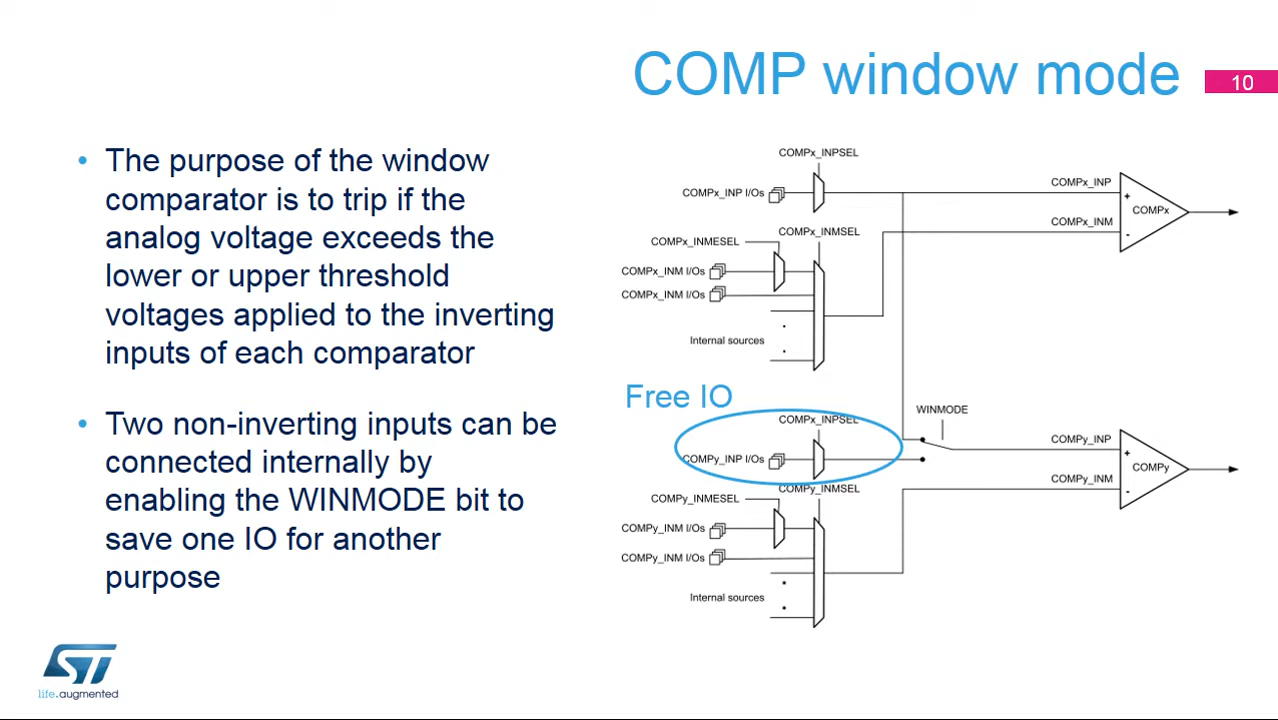 COMP window mode
10
• The purpose of the window
comparator is to trip if the
analog voltage exceeds the
lower or upper threshold
voltages applied to the inverting
inputs of each comparator
• Two non-inverting inputs can be
connected internally by
enabling the WINMODE bit to
save one IO for another
purpose
COMPx_INPSEL
COMPx_INP I/Os
COMPx_INP
+
COMPx
COMPx_INM
-
COMPx_INMSEL
COMPx_INMESEL
COMPx_INM I/Os
COMPx_INM I/Os
Internal sources
Free IO
COMPx_INPSEL
WINMODE
COMPy_INP I/Os
COMPy_INP
+
COMPy
COMPy_INM
-
COMPy_INMSEL
COMPy_INMESEL
COMPy_INM I/Os
COMPy_INM I/Os
Internal sources
ST
life.augmented